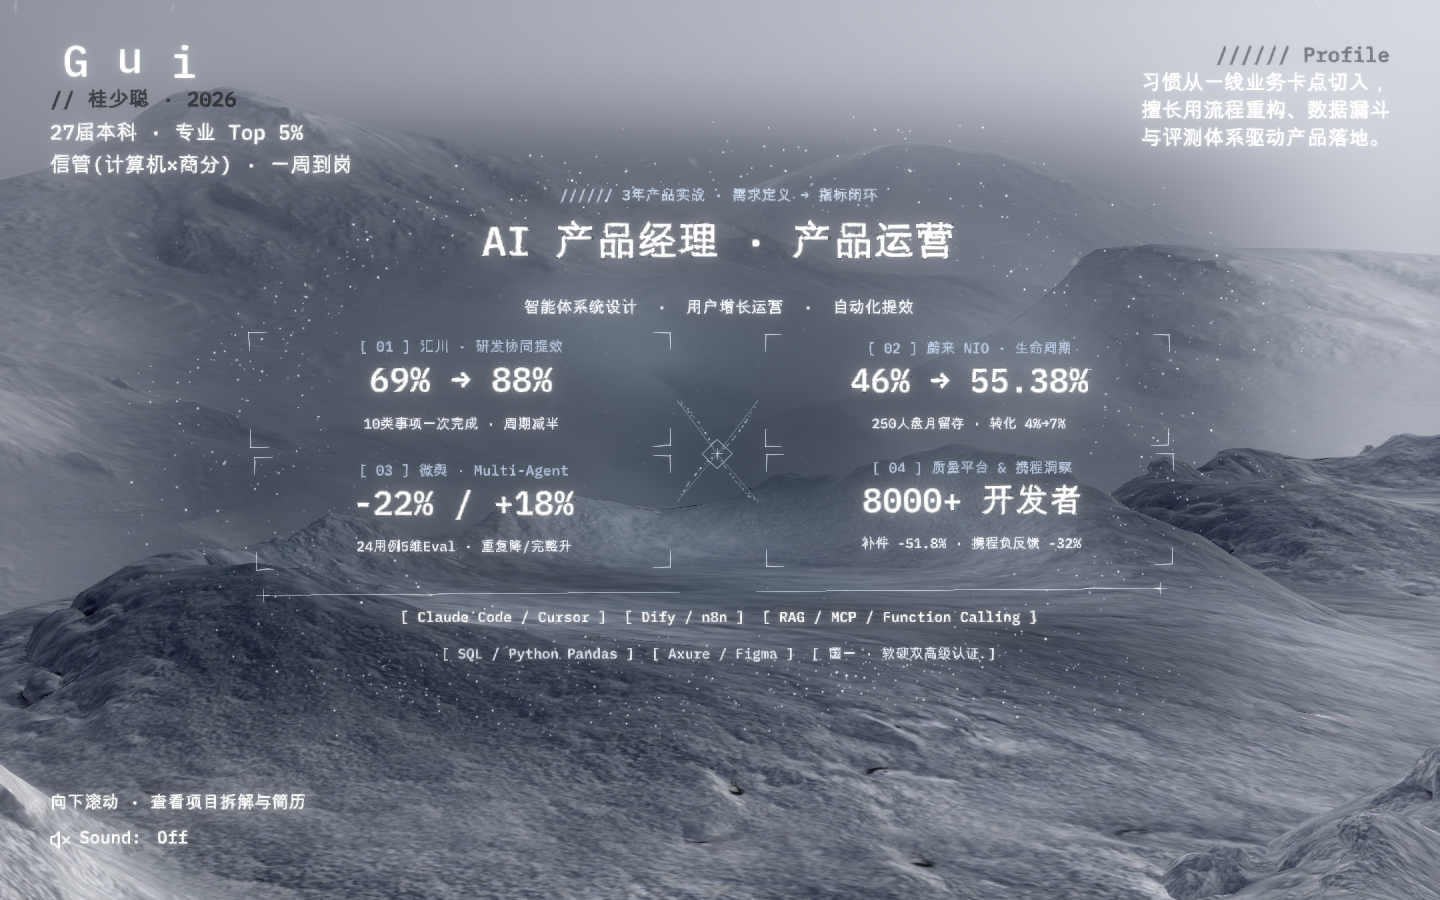 Gui
// 桂少聪 · 2026
27届本科 · 专业 Top 5%
信管(计算机×商分) · 一周到岗
////// Profile
习惯从一线业务卡点切入，
擅长用流程重构、数据漏斗
与评测体系驱动产品落地。
////// 3年产品实战 · 需求定义 → 指标闭环
AI 产品经理 · 产品运营
智能体系统设计 · 用户增长运营 · 自动化提效
[ 01 ] 汇川 · 研发协同提效
69% → 88%
10类事项一次完成 · 周期减半
[ 02 ] 蔚来 NIO · 生命周期
46% → 55.38%
250人盘月留存 · 转化 4%→7%
[ 03 ] 微舆 · Multi-Agent
-22% / +18%
24用例5维Eval · 重复降/完整升
[ 04 ] 质量平台 & 携程洞察
8000+ 开发者
补件 -51.8% · 携程负反馈 -32%
[ Claude Code / Cursor ] [ Dify / n8n ] [ RAG / MCP / Function Calling ]
[ SQL / Python Pandas ] [ Axure / Figma ] [ 国一 · 软硬双高级认证 ]
向下滚动 · 查看项目拆解与简历
Sound: Off